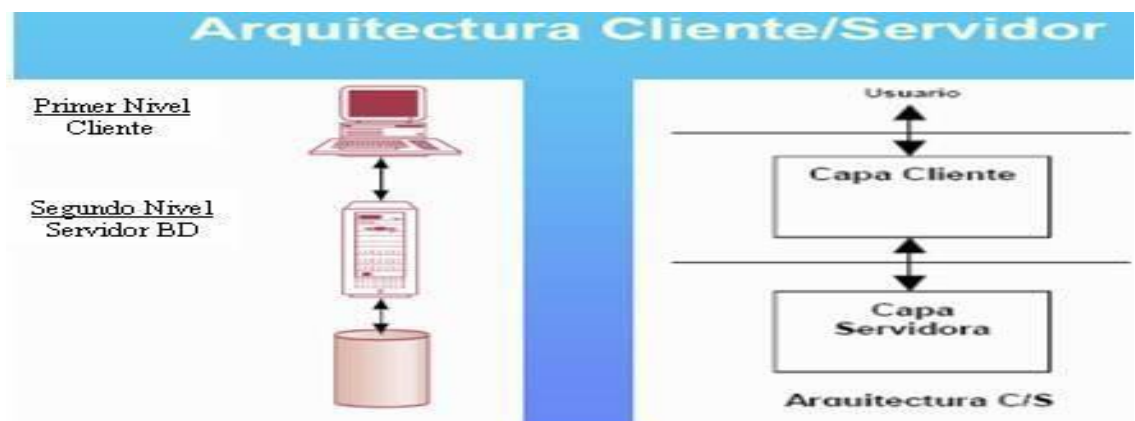 Arquitectura Cliente/Servidor
Primer Nivel
Cliente
Segundo Nivel
Servidor BD
Usuario
Capa Cliente
Capa
Servidora
Arquitectura C/S